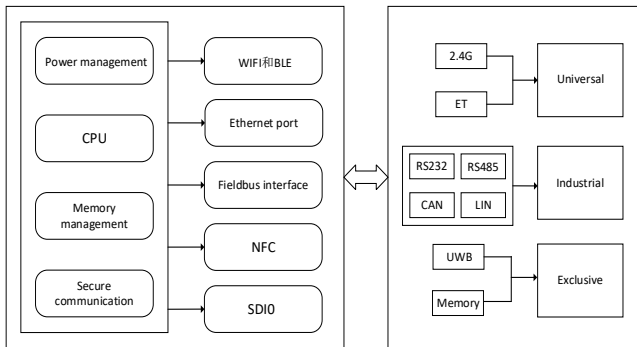 Power management
CPU
Memory
management
Secure
communication
WIFI和BLE
Ethernet port
Fieldbus interface
NFC
SDI0
2.4G
ET
Universal
RS232
RS485
CAN
LIN
Industrial
UWB
Memory
Exclusive